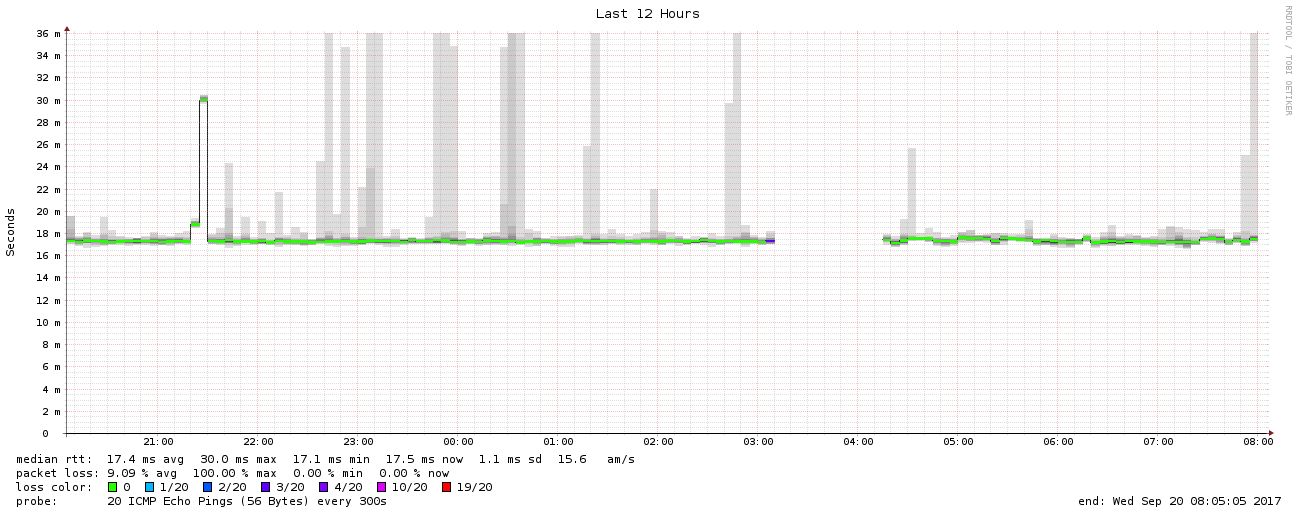 Last 12 Hours
RRDTOOL / TOBI OETIKER
Seconds
36 m
34 m
32 m
30 m
28 m
26 m
24 m
22 m
20 m
18 m
16 m
14 m
12 m
10 m
8 m
6 m
4 m
2 m
0
21:00 22:00 23:00 00:00 01:00 02:00 03:00 04:00 05:00 06:00 07:00 08:00
median rtt: 17.4 ms avg 30.0 ms max 17.1 ms min 17.5 ms now 1.1 ms sd 15.6 am/s
packet loss: 9.09 % avg 100.00 % max 0.00 % min 0.00 % now
loss color: 0 1/20 2/20 3/20 4/20 10/20 19/20
probe: 20 ICMP Echo Pings (56 Bytes) every 300s end: Wed Sep 20 08:05:05 2017